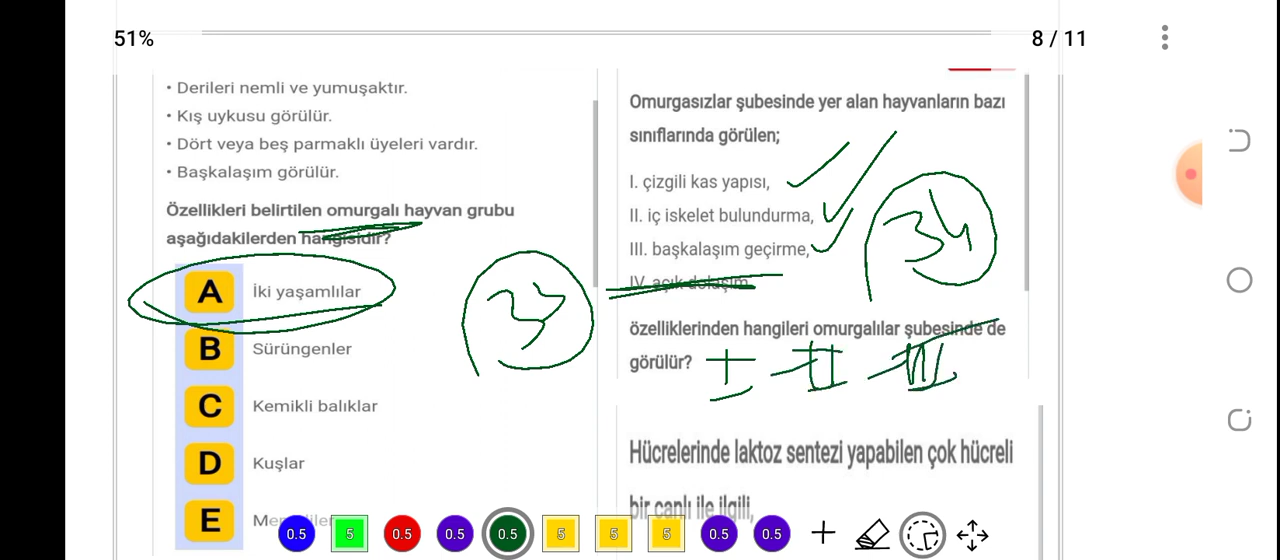 51%
8 / 11
• Derileri nemli ve yumuşaktır.
• Kış uykusu görülür.
• Dört veya beş parmaklı üyeleri vardır.
• Başkalaşım görülür.
Özellikleri belirtilen omurgalı hayvan grubu
aşağıdakilerden hangisidir?
A İki yaşamlılar
B Sürüngenler
C Kemikli balıklar
D Kuşlar
E
33
Omurgasızlar şubesinde yer alan hayvanların bazı
sınıflarında görülen;
I. çizgili kas yapısı,
II. iç iskelet bulundurma,
III. başkalaşım geçirme,
IV. açık dolaşım
34
özelliklerinden hangileri omurgalılar şubesinde de
görülür? I II III
Hücrelerinde laktoz sentezi yapabilen çok hücreli
bir canlı ile ilgili,
0.5 5 0.5 0.5 0.5 5 5 5 0.5 0.5